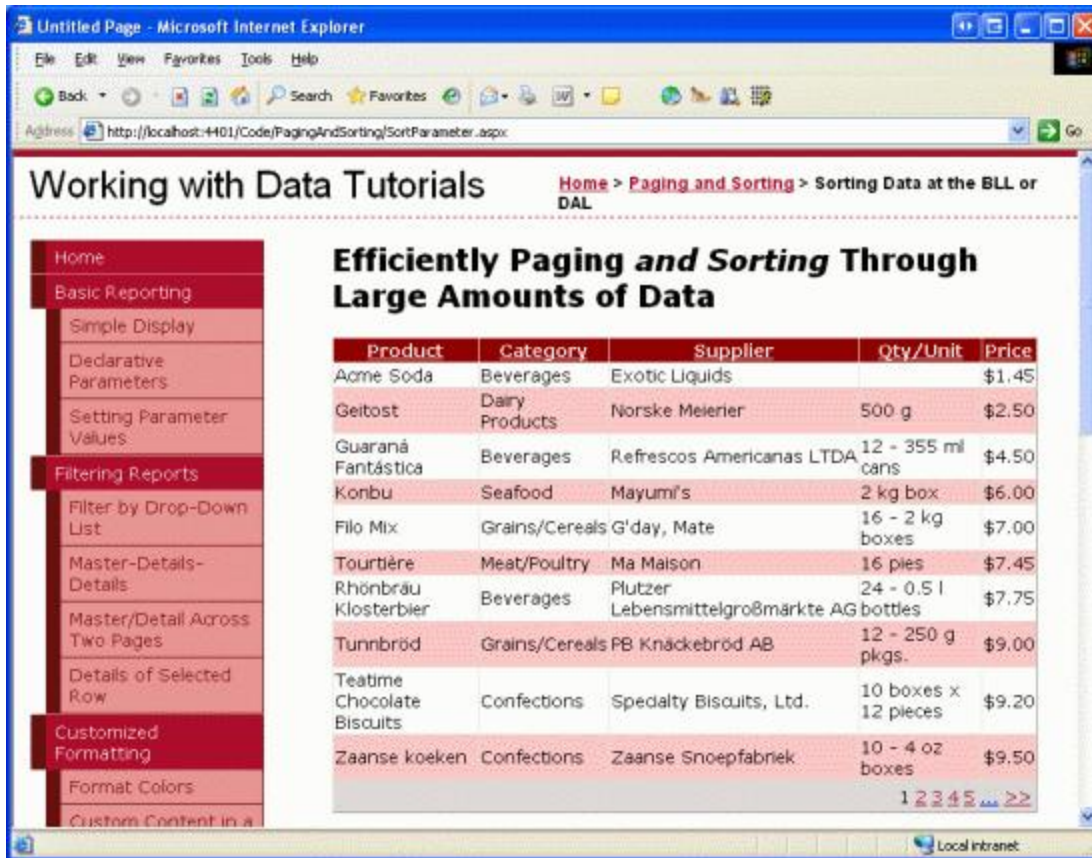 Untitled Page - Microsoft Internet Explorer
File Edit View Favorites Tools Help
Back Search Favorites
Address http://localhost:4401/Code/PagingAndSorting/SortParameter.aspx Go
Working with Data Tutorials
Home > Paging and Sorting > Sorting Data at the BLL or
DAL
Home
Basic Reporting
Simple Display
Declarative
Parameters
Setting Parameter
Values
Filtering Reports
Filter by Drop-Down
List
Master-Details-
Details
Master/Detail Across
Two Pages
Details of Selected
Row
Customized
Formatting
Format Colors
Custom Content in a
Efficiently Paging and Sorting Through
Large Amounts of Data
Product Category Supplier Qty/Unit Price
Acme Soda Beverages Exotic Liquids $1.45
Geitost Dairy
Products Norske Meierier 500 g $2.50
Guaraná
Fantástica Beverages Refrescos Americanas LTDA 12 - 355 ml
cans $4.50
Konbu Seafood Mayumi's 2 kg box $6.00
Filo Mix Grains/Cereals G'day, Mate 16 - 2 kg
boxes $7.00
Tourtière Meat/Poultry Ma Maison 16 pies $7.45
Rhönbräu
Klosterbier Beverages Plutzer
Lebensmittelgroßmärkte AG 24 - 0.5 l
bottles $7.75
Tunnbröd Grains/Cereals PB Knäckebröd AB 12 - 250 g
pkgs. $9.00
Teatime
Chocolate
Biscuits Confections Specialty Biscuits, Ltd. 10 boxes x
12 pieces $9.20
Zaanse koeken Confections Zaanse Snoepfabriek 10 - 4 oz
boxes $9.50
1 2 3 4 5 ... >>
Local intranet